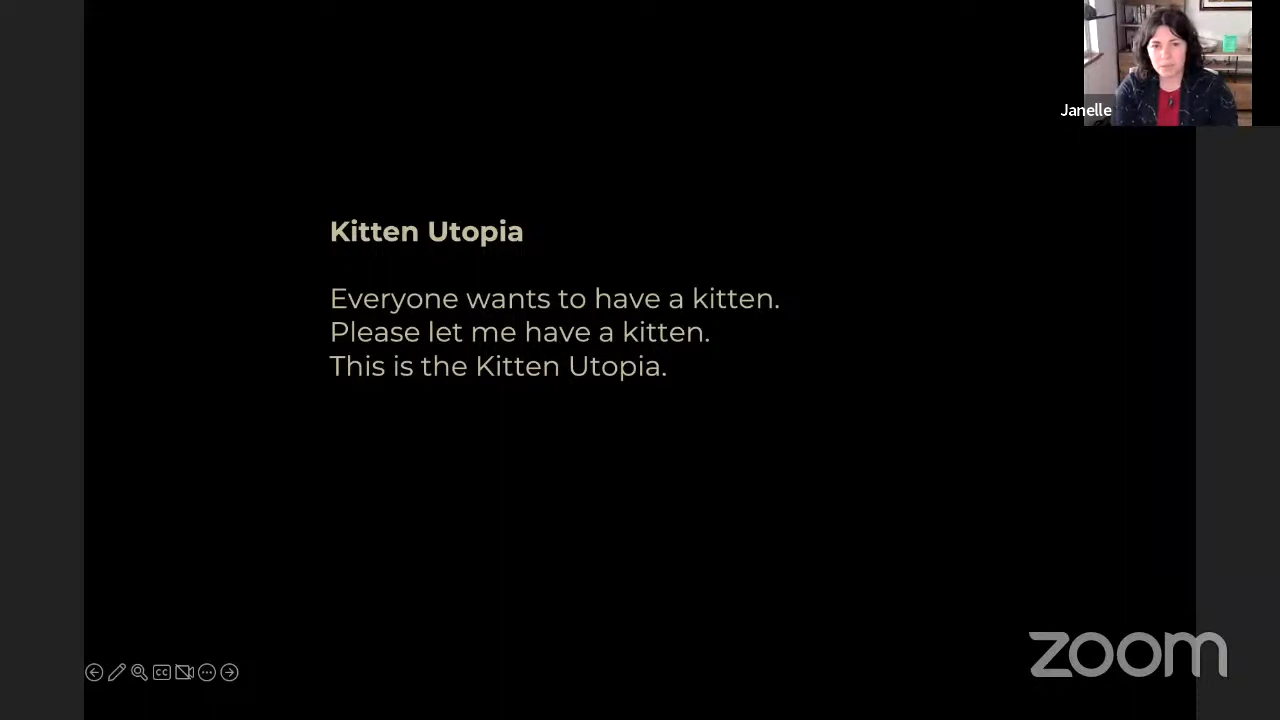 Janelle
Kitten Utopia
Everyone wants to have a kitten.
Please let me have a kitten.
This is the Kitten Utopia.
CC
zoom